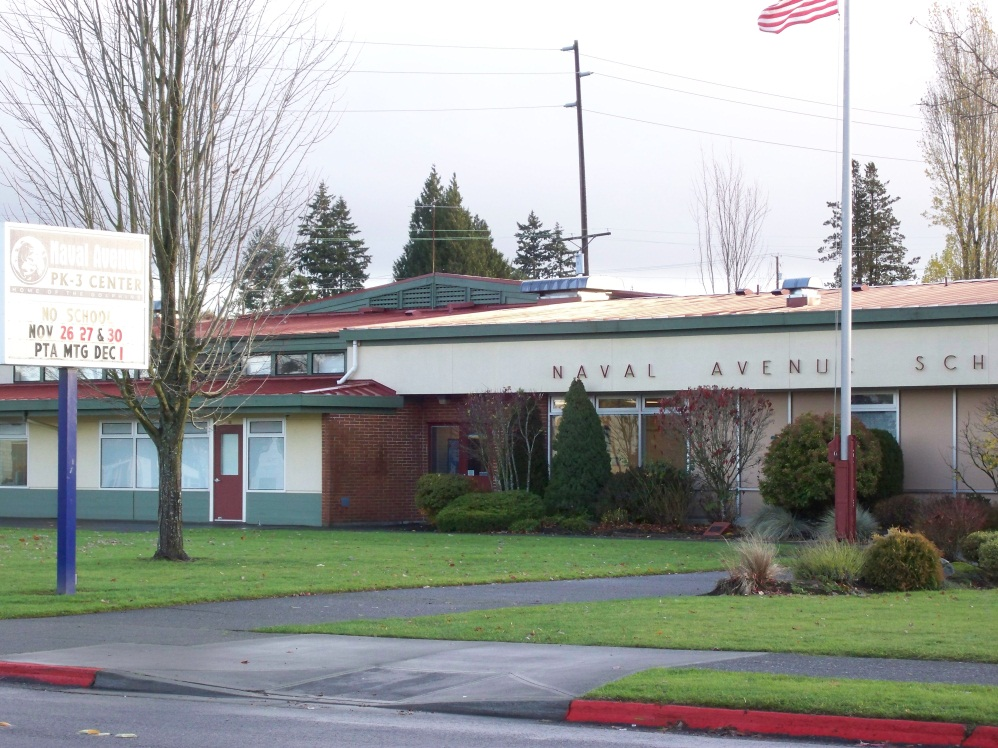 Naval Avenue
PK-3 CENTER
NO SCHOOL
NOV 26 27 & 30
PTA MTG DEC 1
NAVAL AVENUE SCH